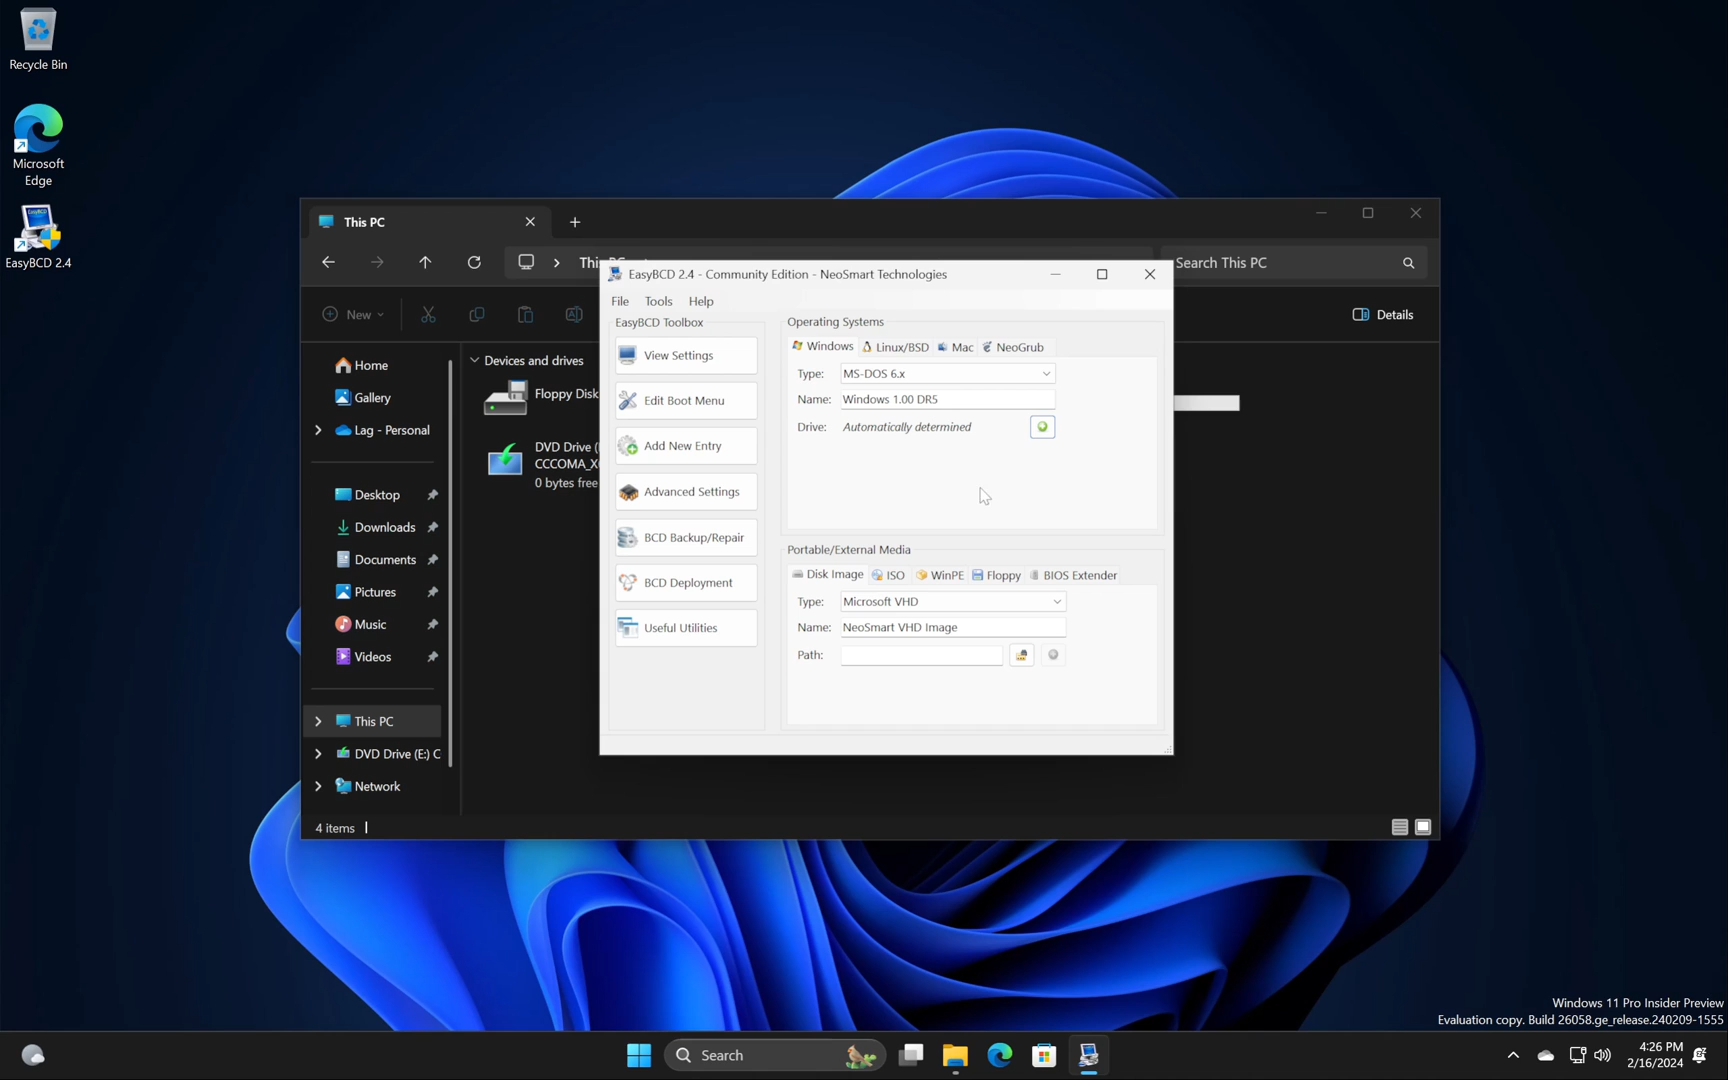 Recycle Bin
Microsoft
Edge
EasyBCD
EasyBCD 2.4
This PC
Search This PC
New
Details
Home
Gallery
Lag - Personal
Desktop
Downloads
Documents
Pictures
Music
Videos
This PC
DVD Drive (E:) C
Network
4 items
Devices and drives
Floppy Disk
DVD Drive (
CCCOMA_X
0 bytes free
EasyBCD 2.4 - Community Edition - NeoSmart Technologies
File Tools Help
EasyBCD Toolbox
View Settings
Edit Boot Menu
Add New Entry
Advanced Settings
BCD Backup/Repair
BCD Deployment
Useful Utilities
Operating Systems
Windows Linux/BSD Mac NeoGrub
Type: MS-DOS 6.x
Name: Windows 1.00 DR5
Drive: Automatically determined
Portable/External Media
Disk Image ISO WinPE Floppy BIOS Extender
Type: Microsoft VHD
Name: NeoSmart VHD Image
Path:
Windows 11 Pro Insider Preview
Evaluation copy. Build 26058.ge_release.240209-1555
Search
4:26 PM
2/16/2024